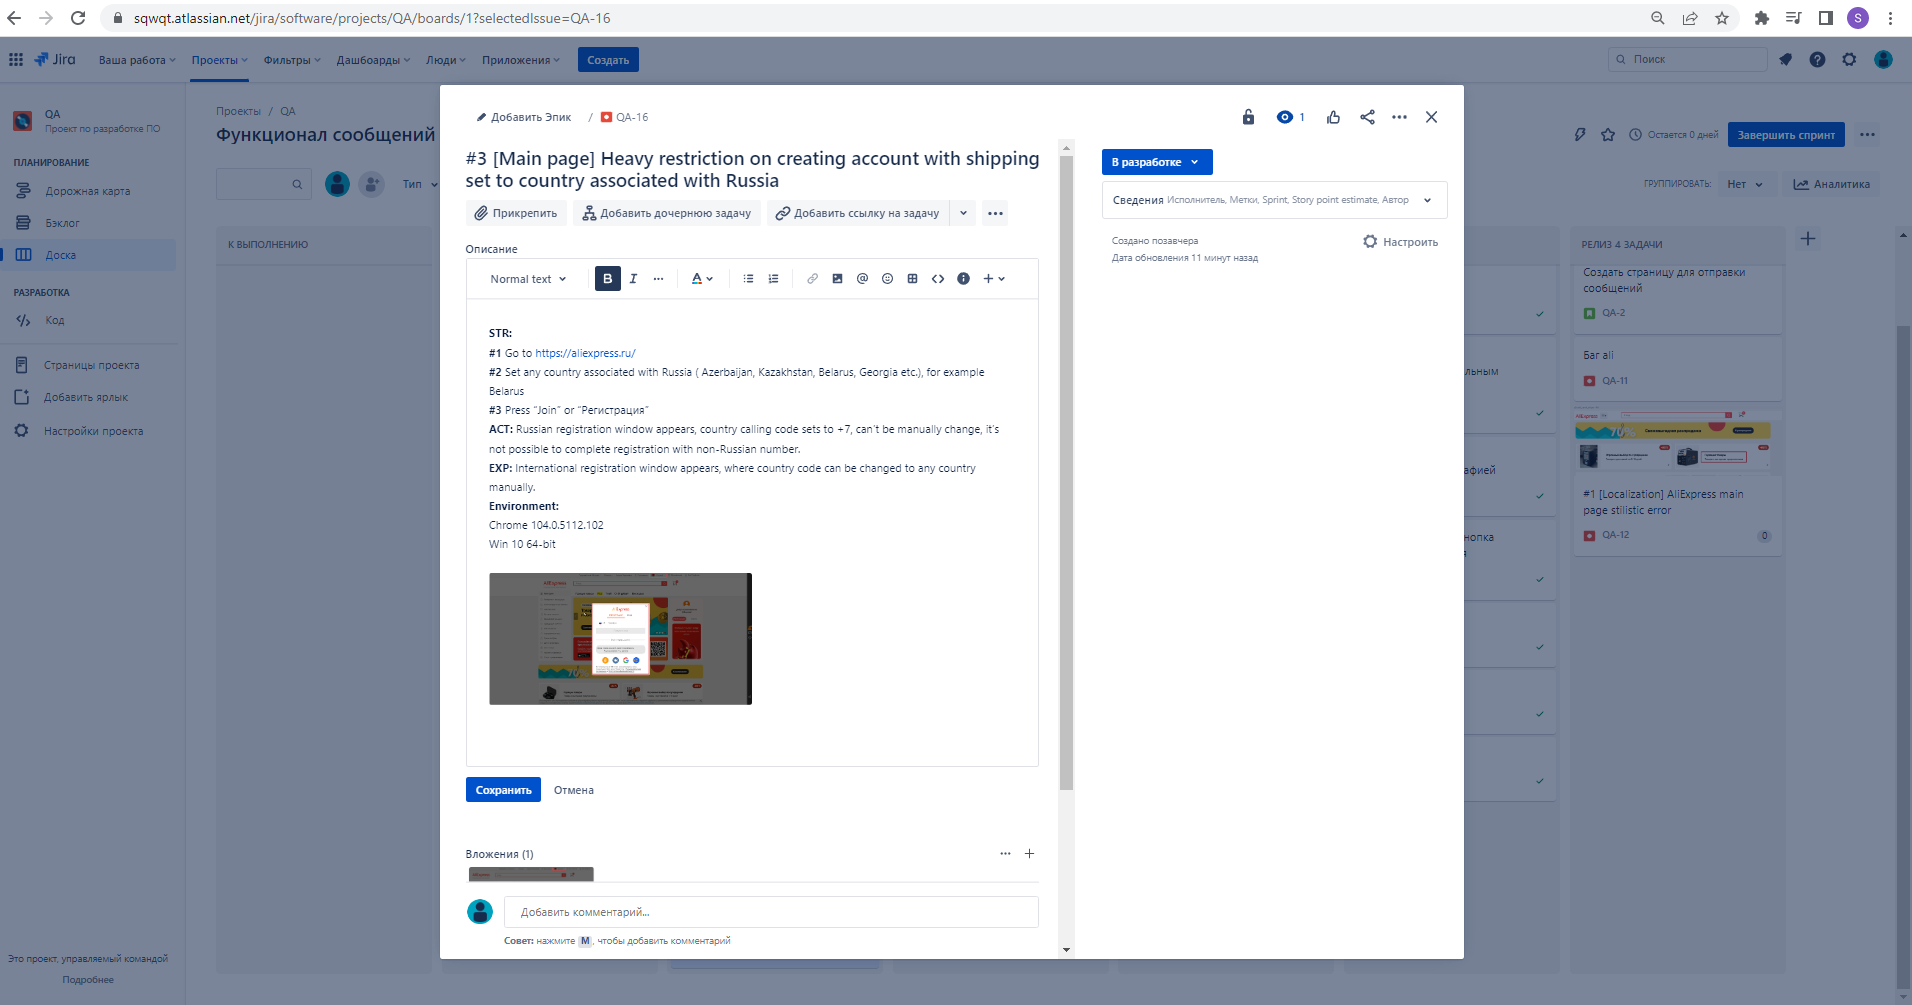 sqwqt.atlassian.net/jira/software/projects/QA/boards/1?selectedIssue=QA-16
S
Jira
Ваша работа
Проекты
Фильтры
Дашборды
Люди
Приложения
Создать
Поиск
QA
Проект по разработке ПО
ПЛАНИРОВАНИЕ
Дорожная карта
Бэклог
Доска
РАЗРАБОТКА
Код
Страницы проекта
Добавить ярлык
Настройки проекта
Это проект, управляемый командой
Подробнее
Проекты / QA
Функционал сообщений
Тип
К ВЫПОЛНЕНИЮ
Добавить Эпик / QA-16
1
#3 [Main page] Heavy restriction on creating account with shipping
set to country associated with Russia
Прикрепить
Добавить дочернюю задачу
Добавить ссылку на задачу
Описание
Normal text
STR:
#1 Go to https://aliexpress.ru/
#2 Set any country associated with Russia ( Azerbaijan, Kazakhstan, Belarus, Georgia etc.), for example
Belarus
#3 Press “Join” or “Регистрация”
ACT: Russian registration window appears, country calling code sets to +7, can't be manually change, it's
not possible to complete registration with non-Russian number.
EXP: International registration window appears, where country code can be changed to any country
manually.
Environment:
Chrome 104.0.5112.102
Win 10 64-bit
Сохранить
Отмена
Вложения (1)
Добавить комментарий...
Совет: нажмите M, чтобы добавить комментарий
В разработке
Сведения Исполнитель, Метки, Sprint, Story point estimate, Автор
Создано позавчера
Дата обновления 11 минут назад
Настроить
Остается 0 дней
Завершить спринт
ГРУППИРОВАТЬ:
Нет
Аналитика
льным
афией
нопка
РЕЛИЗ 4 ЗАДАЧИ
Создать страницу для отправки
сообщений
QA-2
Баг ali
QA-11
#1 [Localization] AliExpress main
page stilistic error
QA-12
0